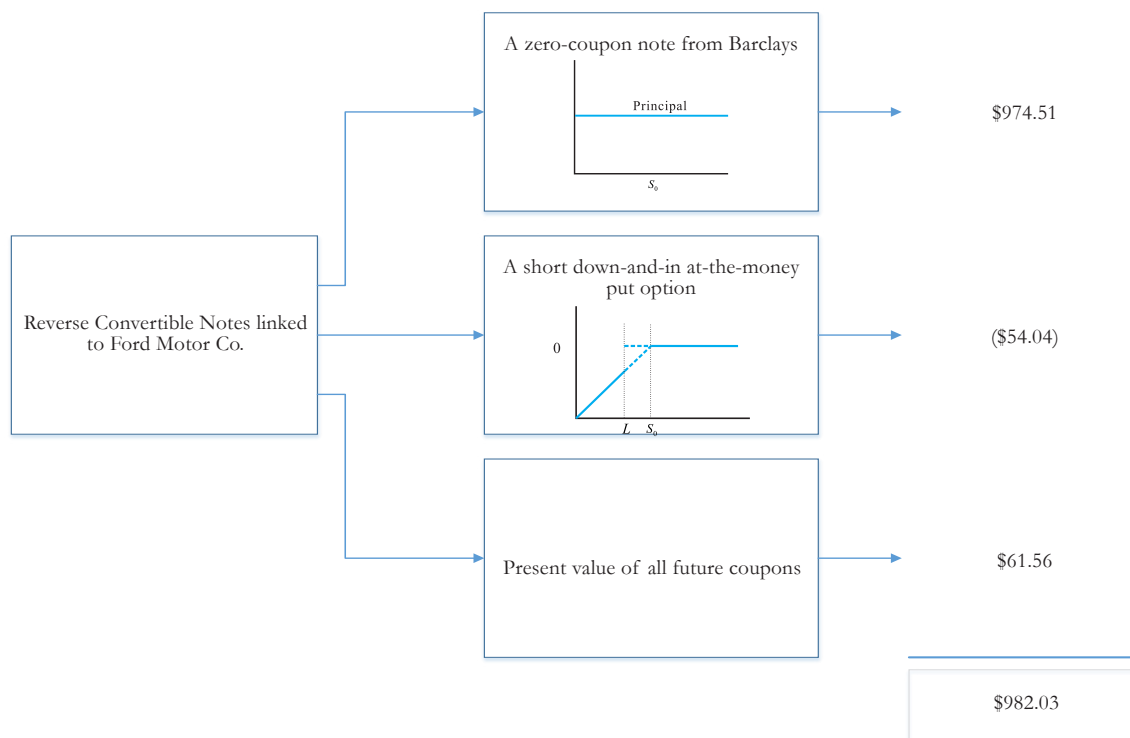 A zero-coupon note from Barclays
Principal
S₀
$974.51
Reverse Convertible Notes linked
to Ford Motor Co.
A short down-and-in at-the-money
put option
0
L S₀
($54.04)
Present value of all future coupons
$61.56
$982.03